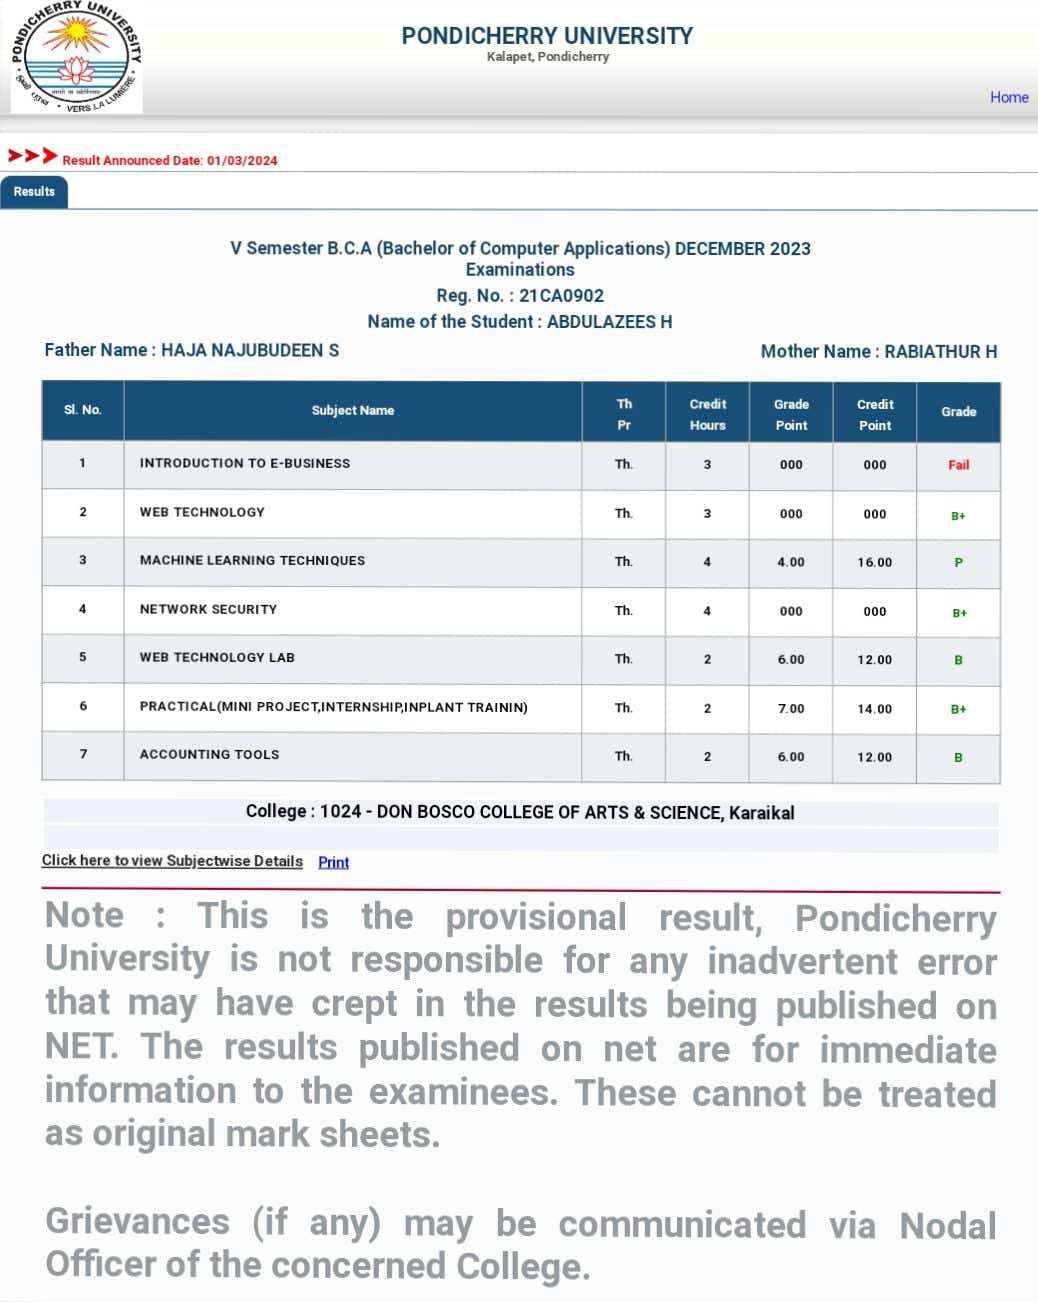 PONDICHERRY UNIVERSITY
VERS LA LUMIERE
PONDICHERRY UNIVERSITY
Kalapet, Pondicherry
Home
Result Announced Date: 01/03/2024
Results
V Semester B.C.A (Bachelor of Computer Applications) DECEMBER 2023
Examinations
Reg. No. : 21CA0902
Name of the Student : ABDULAZEES H
Father Name : HAJA NAJUBUDEEN S Mother Name : RABIATHUR H
Sl. No. Subject Name Th Pr Credit Hours Grade Point Credit Point Grade
1 INTRODUCTION TO E-BUSINESS Th. 3 000 000 Fail
2 WEB TECHNOLOGY Th. 3 000 000 B+
3 MACHINE LEARNING TECHNIQUES Th. 4 4.00 16.00 P
4 NETWORK SECURITY Th. 4 000 000 B+
5 WEB TECHNOLOGY LAB Th. 2 6.00 12.00 B
6 PRACTICAL(MINI PROJECT,INTERNSHIP,INPLANT TRAININ) Th. 2 7.00 14.00 B+
7 ACCOUNTING TOOLS Th. 2 6.00 12.00 B
College : 1024 - DON BOSCO COLLEGE OF ARTS & SCIENCE, Karaikal
Click here to view Subjectwise Details Print
Note : This is the provisional result, Pondicherry
University is not responsible for any inadvertent error
that may have crept in the results being published on
NET. The results published on net are for immediate
information to the examinees. These cannot be treated
as original mark sheets.
Grievances (if any) may be communicated via Nodal
Officer of the concerned College.